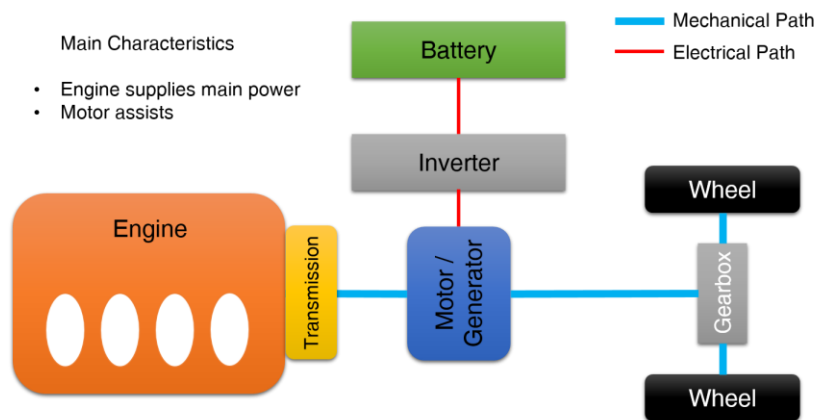 Main Characteristics
• Engine supplies main power
• Motor assists
Battery
Mechanical Path
Electrical Path
Inverter
Wheel
Engine
Transmission
Motor /
Generator
Gearbox
Wheel